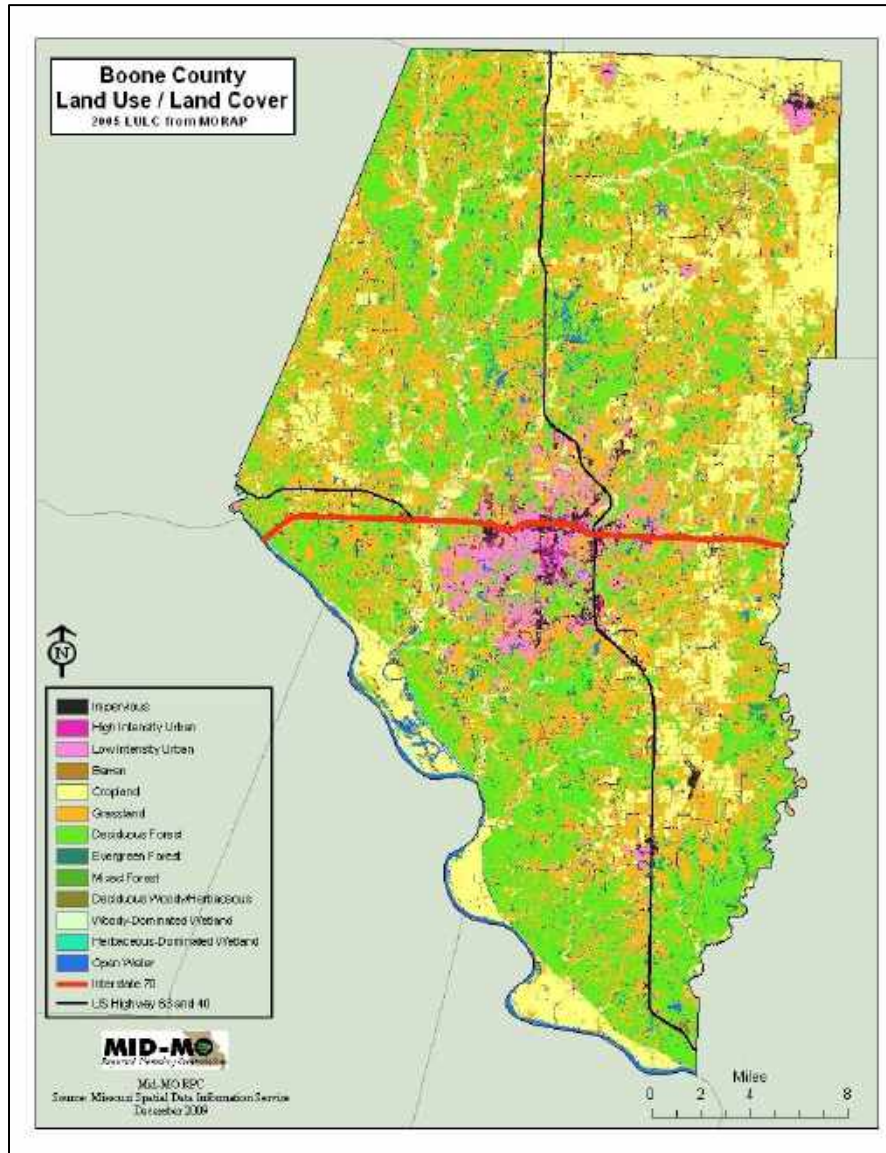 Boone County
Land Use / Land Cover
2005 LULC from MORAP
N
Impervious
High Intensity Urban
Low Intensity Urban
Barren
Cropland
Grassland
Deciduous Forest
Evergreen Forest
Mixed Forest
Deciduous Woody/Herbaceous
Woody-Dominated Wetland
Herbaceous-Dominated Wetland
Open Water
Interstate 70
US Highway 63 and 40
MID-MO
Regional Planning Commission
Mid-MO RPC
Source: Missouri Spatial Data Information Service
December 2009
Miles
0 2 4 8